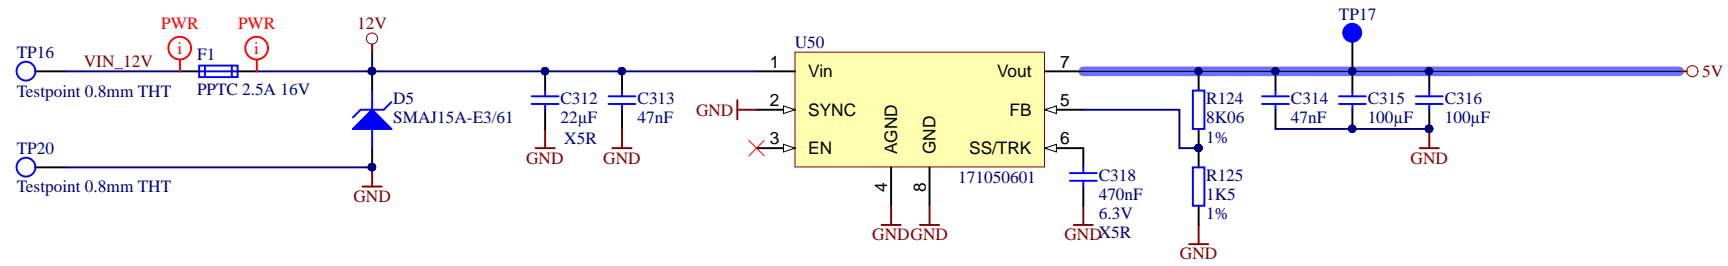 PWR
PWR
12V
TP17
TP16
VIN_12V
F1
U50
Testpoint 0.8mm THT
PPTC 2.5A 16V
1
Vin
Vout
7
5V
D5
SMAJ15A-E3/61
C312
22µF
X5R
GND
C313
47nF
GND
GND
2
SYNC
FB
5
R124
8K06
1%
C314
47nF
C315
100µF
C316
100µF
GND
3
EN
AGND
GND
SS/TRK
6
TP20
Testpoint 0.8mm THT
GND
4
8
171050601
GND
GND
C318
470nF
6.3V
X5R
GND
R125
1K5
1%
GND